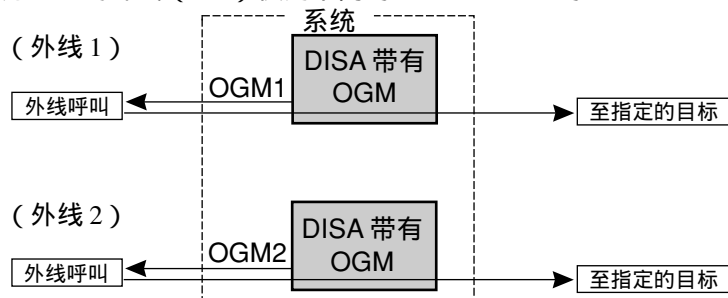 系统
（外线 1）
DISA 带有
OGM
OGM1
外线呼叫
至指定的目标
（外线 2）
DISA 带有
OGM
OGM2
外线呼叫
至指定的目标